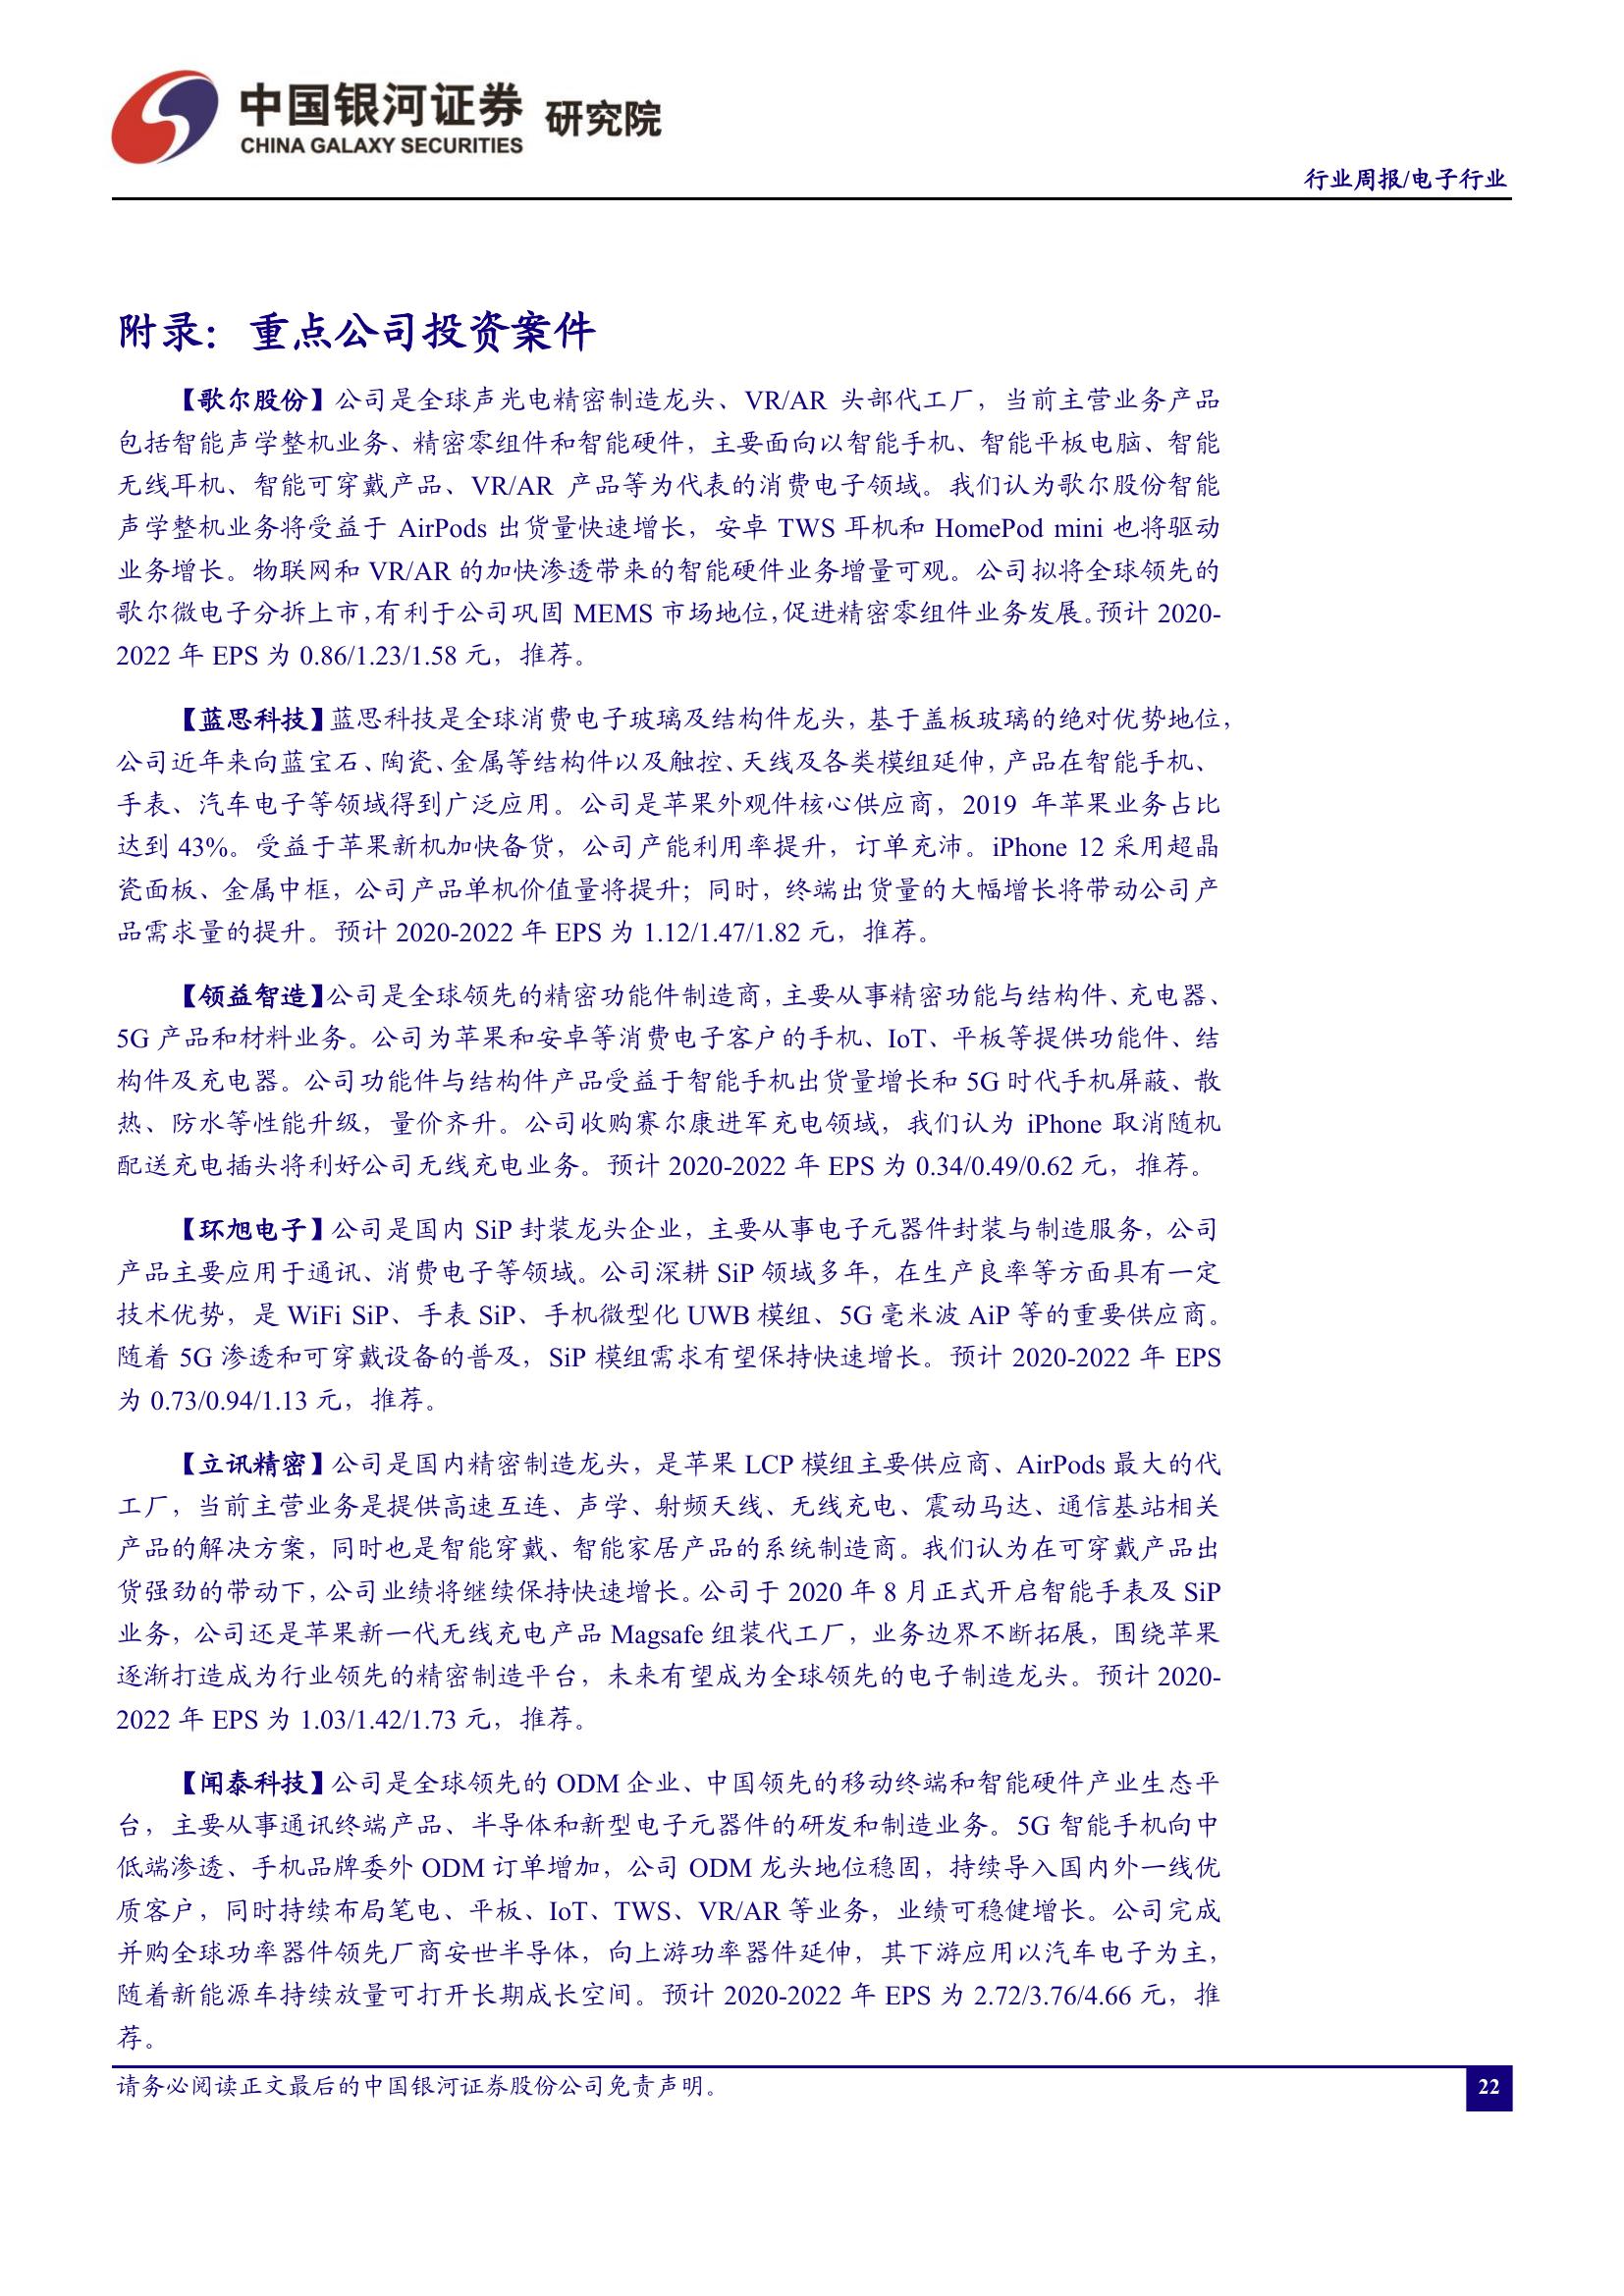 中国银河证券 研究院
CHINA GALAXY SECURITIES
行业周报/电子行业
附录：重点公司投资案件
【歌尔股份】公司是全球声光电精密制造龙头、VR/AR 头部代工厂，当前主营业务产品
包括智能声学整机业务、精密零组件和智能硬件，主要面向以智能手机、智能平板电脑、智能
无线耳机、智能可穿戴产品、VR/AR 产品等为代表的消费电子领域。我们认为歌尔股份智能
声学整机业务将受益于 AirPods 出货量快速增长，安卓 TWS 耳机和 HomePod mini 也将驱动
业务增长。物联网和 VR/AR 的加快渗透带来的智能硬件业务增量可观。公司拟将全球领先的
歌尔微电子分拆上市，有利于公司巩固 MEMS 市场地位，促进精密零组件业务发展。预计 2020-
2022 年 EPS 为 0.86/1.23/1.58 元，推荐。
【蓝思科技】蓝思科技是全球消费电子玻璃及结构件龙头，基于盖板玻璃的绝对优势地位，
公司近年来向蓝宝石、陶瓷、金属等结构件以及触控、天线及各类模组延伸，产品在智能手机、
手表、汽车电子等领域得到广泛应用。公司是苹果外观件核心供应商，2019 年苹果业务占比
达到 43%。受益于苹果新机加快备货，公司产能利用率提升，订单充沛。iPhone 12 采用超晶
瓷面板、金属中框，公司产品单机价值量将提升；同时，终端出货量的大幅增长将带动公司产
品需求量的提升。预计 2020-2022 年 EPS 为 1.12/1.47/1.82 元，推荐。
【领益智造】公司是全球领先的精密功能件制造商，主要从事精密功能与结构件、充电器、
5G 产品和材料业务。公司为苹果和安卓等消费电子客户的手机、IoT、平板等提供功能件、结
构件及充电器。公司功能件与结构件产品受益于智能手机出货量增长和 5G 时代手机屏蔽、散
热、防水等性能升级，量价齐升。公司收购赛尔康进军充电领域，我们认为 iPhone 取消随机
配送充电插头将利好公司无线充电业务。预计 2020-2022 年 EPS 为 0.34/0.49/0.62 元，推荐。
【环旭电子】公司是国内 SiP 封装龙头企业，主要从事电子元器件封装与制造服务，公司
产品主要应用于通讯、消费电子等领域。公司深耕 SiP 领域多年，在生产良率等方面具有一定
技术优势，是 WiFi SiP、手表 SiP、手机微型化 UWB 模组、5G 毫米波 AiP 等的重要供应商。
随着 5G 渗透和可穿戴设备的普及，SiP 模组需求有望保持快速增长。预计 2020-2022 年 EPS
为 0.73/0.94/1.13 元，推荐。
【立讯精密】公司是国内精密制造龙头，是苹果 LCP 模组主要供应商、AirPods 最大的代
工厂，当前主营业务是提供高速互连、声学、射频天线、无线充电、震动马达、通信基站相关
产品的解决方案，同时也是智能穿戴、智能家居产品的系统制造商。我们认为在可穿戴产品出
货强劲的带动下，公司业绩将继续保持快速增长。公司于 2020 年 8 月正式开启智能手表及 SiP
业务，公司还是苹果新一代无线充电产品 Magsafe 组装代工厂，业务边界不断拓展，围绕苹果
逐渐打造成为行业领先的精密制造平台，未来有望成为全球领先的电子制造龙头。预计 2020-
2022 年 EPS 为 1.03/1.42/1.73 元，推荐。
【闻泰科技】公司是全球领先的 ODM 企业、中国领先的移动终端和智能硬件产业生态平
台，主要从事通讯终端产品、半导体和新型电子元器件的研发和制造业务。5G 智能手机向中
低端渗透、手机品牌委外 ODM 订单增加，公司 ODM 龙头地位稳固，持续导入国内外一线优
质客户，同时持续布局笔电、平板、IoT、TWS、VR/AR 等业务，业绩可稳健增长。公司完成
并购全球功率器件领先厂商安世半导体，向上游功率器件延伸，其下游应用以汽车电子为主，
随着新能源车持续放量可打开长期成长空间。预计 2020-2022 年 EPS 为 2.72/3.76/4.66 元，推
荐。
请务必阅读正文最后的中国银河证券股份公司免责声明。
22